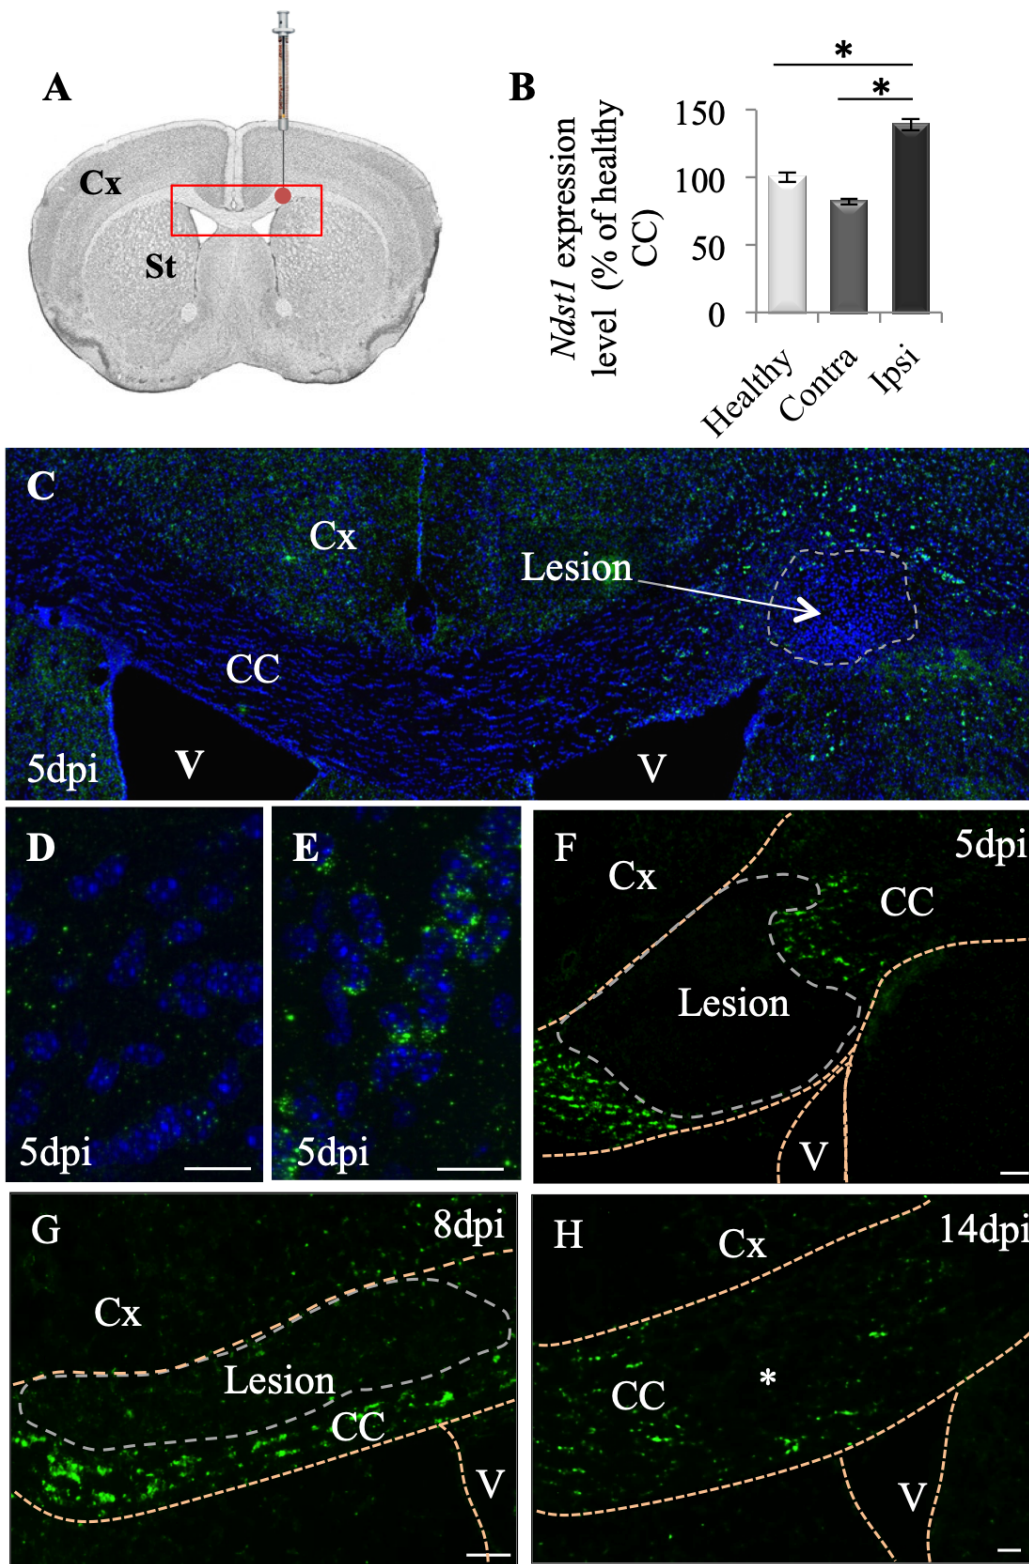 A
Cx
St
B
*
*
Ndst1 expression
level (% of healthy
CC)
150
100
50
0
Healthy
Contra
Ipsi
C
Cx
Lesion
CC
5dpi
V
V
D
5dpi
E
5dpi
F
5dpi
Cx
CC
Lesion
V
G
8dpi
Cx
Lesion
CC
V
H
14dpi
Cx
CC
*
V